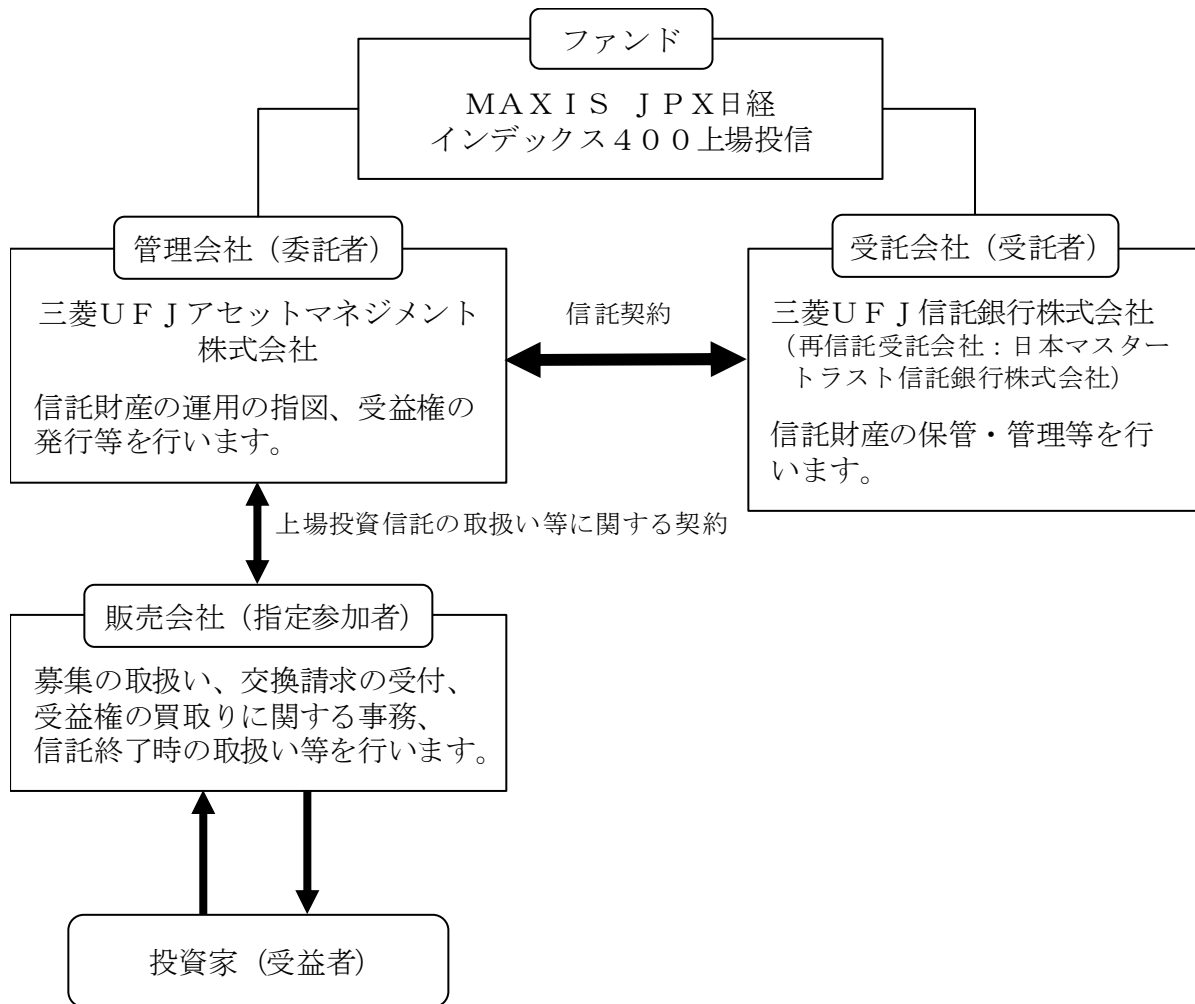 ファンド
MAXIS JPX日経
インデックス400上場投信
管理会社(委託者)
三菱UFJアセットマネジメント
株式会社
信託財産の運用の指図、受益権の
発行等を行います。
信託契約
受託会社(受託者)
三菱UFJ信託銀行株式会社
(再信託受託会社:日本マスター
トラスト信託銀行株式会社)
信託財産の保管・管理等を行
います。
上場投資信託の取扱い等に関する契約
販売会社(指定参加者)
募集の取扱い、交換請求の受付、
受益権の買取りに関する事務、
信託終了時の取扱い等を行います。
投資家(受益者)